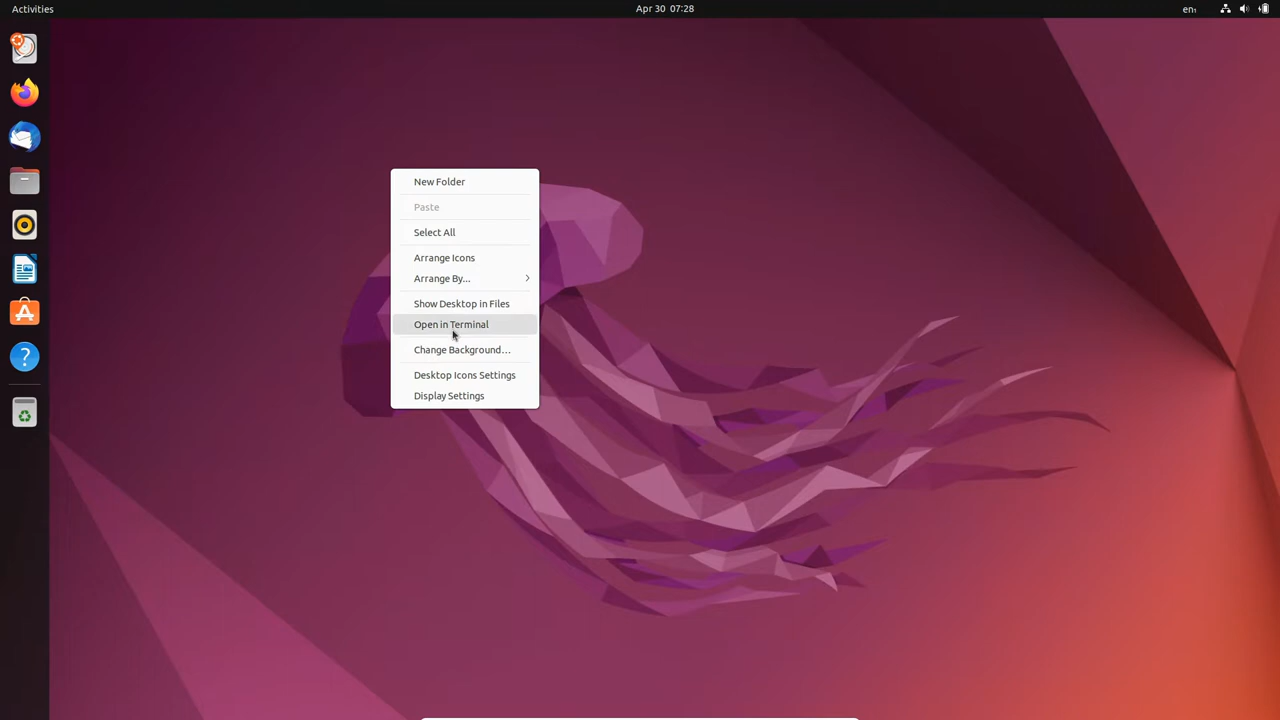 Activities
Apr 30 07:28
en₁
New Folder
Paste
Select All
Arrange Icons
Arrange By...
Show Desktop in Files
Open in Terminal
Change Background…
Desktop Icons Settings
Display Settings